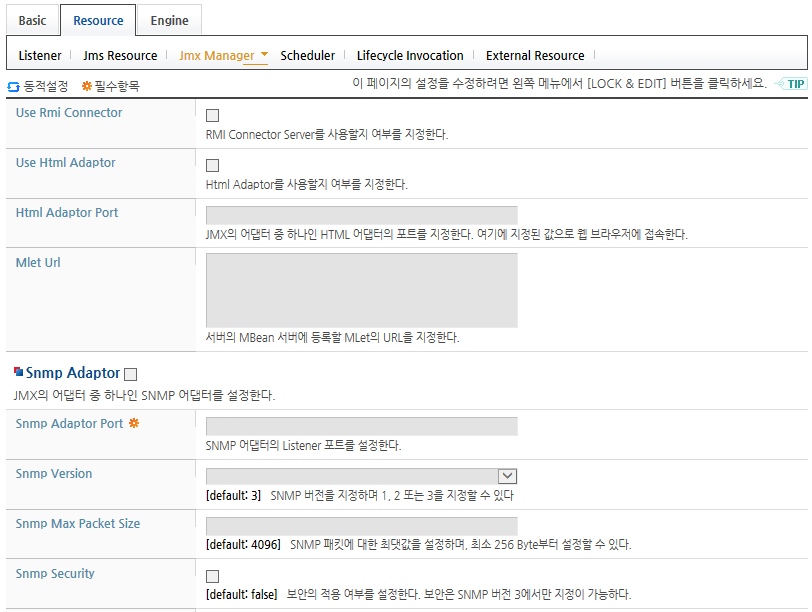 Basic Resource Engine
Listener Jms Resource Jmx Manager Scheduler Lifecycle Invocation External Resource
동적설정 필수항목 이 페이지의 설정을 수정하려면 왼쪽 메뉴에서 [LOCK & EDIT] 버튼을 클릭하세요. TIP
Use Rmi Connector
RMI Connector Server를 사용할지 여부를 지정한다.
Use Html Adaptor
Html Adaptor를 사용할지 여부를 지정한다.
Html Adaptor Port
JMX의 어댑터 중 하나인 HTML 어댑터의 포트를 지정한다. 여기에 지정된 값으로 웹 브라우저에 접속한다.
Mlet Url
서버의 MBean 서버에 등록할 MLet의 URL을 지정한다.
Snmp Adaptor
JMX의 어댑터 중 하나인 SNMP 어댑터를 설정한다.
Snmp Adaptor Port
SNMP 어댑터의 Listener 포트를 설정한다.
Snmp Version
[default: 3] SNMP 버전을 지정하며 1, 2 또는 3을 지정할 수 있다
Snmp Max Packet Size
[default: 4096] SNMP 패킷에 대한 최댓값을 설정하며, 최소 256 Byte부터 설정할 수 있다.
Snmp Security
[default: false] 보안의 적용 여부를 설정한다. 보안은 SNMP 버전 3에서만 지정이 가능하다.